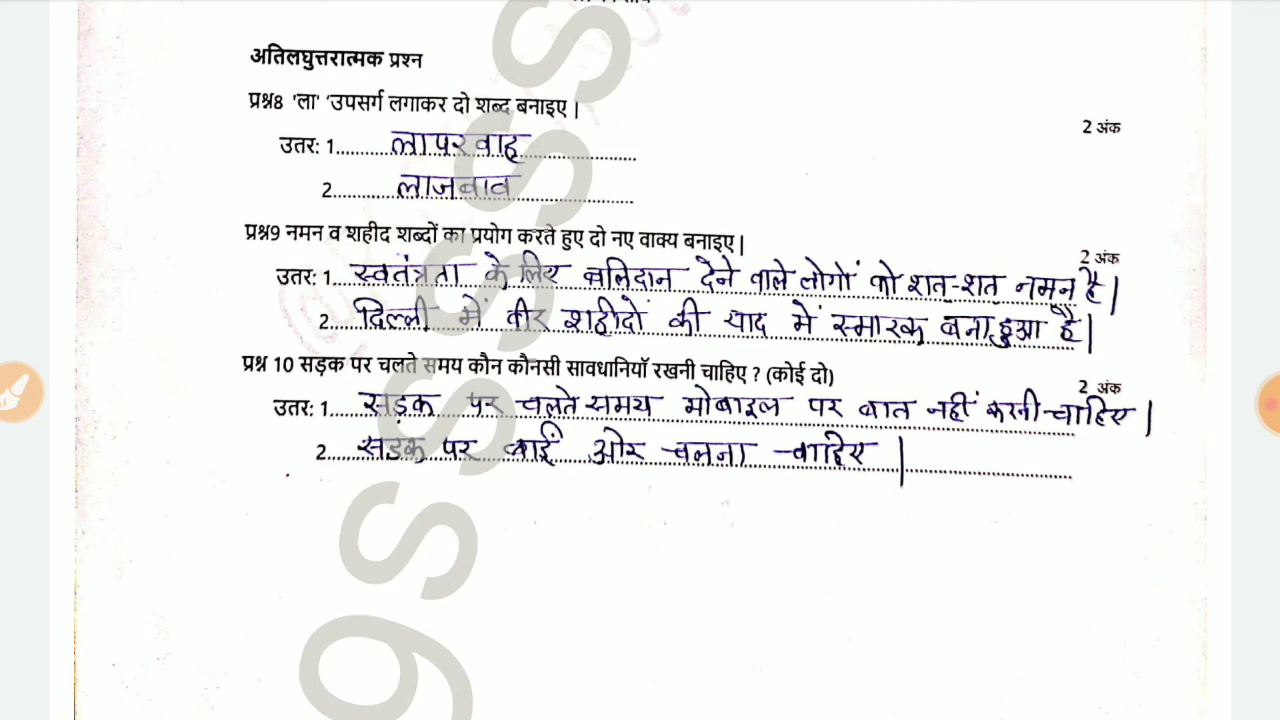 अतिलघुत्तरात्मक प्रश्न
प्रश्न8 'ला' 'उपसर्ग लगाकर दो शब्द बनाइए|
2 अंक
उतर: 1............लापरवाह......................
2............लाजवाव......................
प्रश्न9 नमन व शहीद शब्दों का प्रयोग करते हुए दो नए वाक्य बनाइए|
2 अंक
उतर: 1....स्वतंत्रता के लिए बलिदान देने वाले लोगों को शत-शत नमन है|
2....दिल्ली में वीर शहीदों की याद में स्मारक बना हुआ है|
प्रश्न 10 सड़क पर चलते समय कौन कौनसी सावधानियाॅ रखनी चाहिए ? (कोई दो)
2 अंक
उतर: 1......सड़क पर चलते समय मोबाइल पर बात नहीं करनी चाहिए|
2......सड़क पर बाईं ओर चलना चाहिए|......................